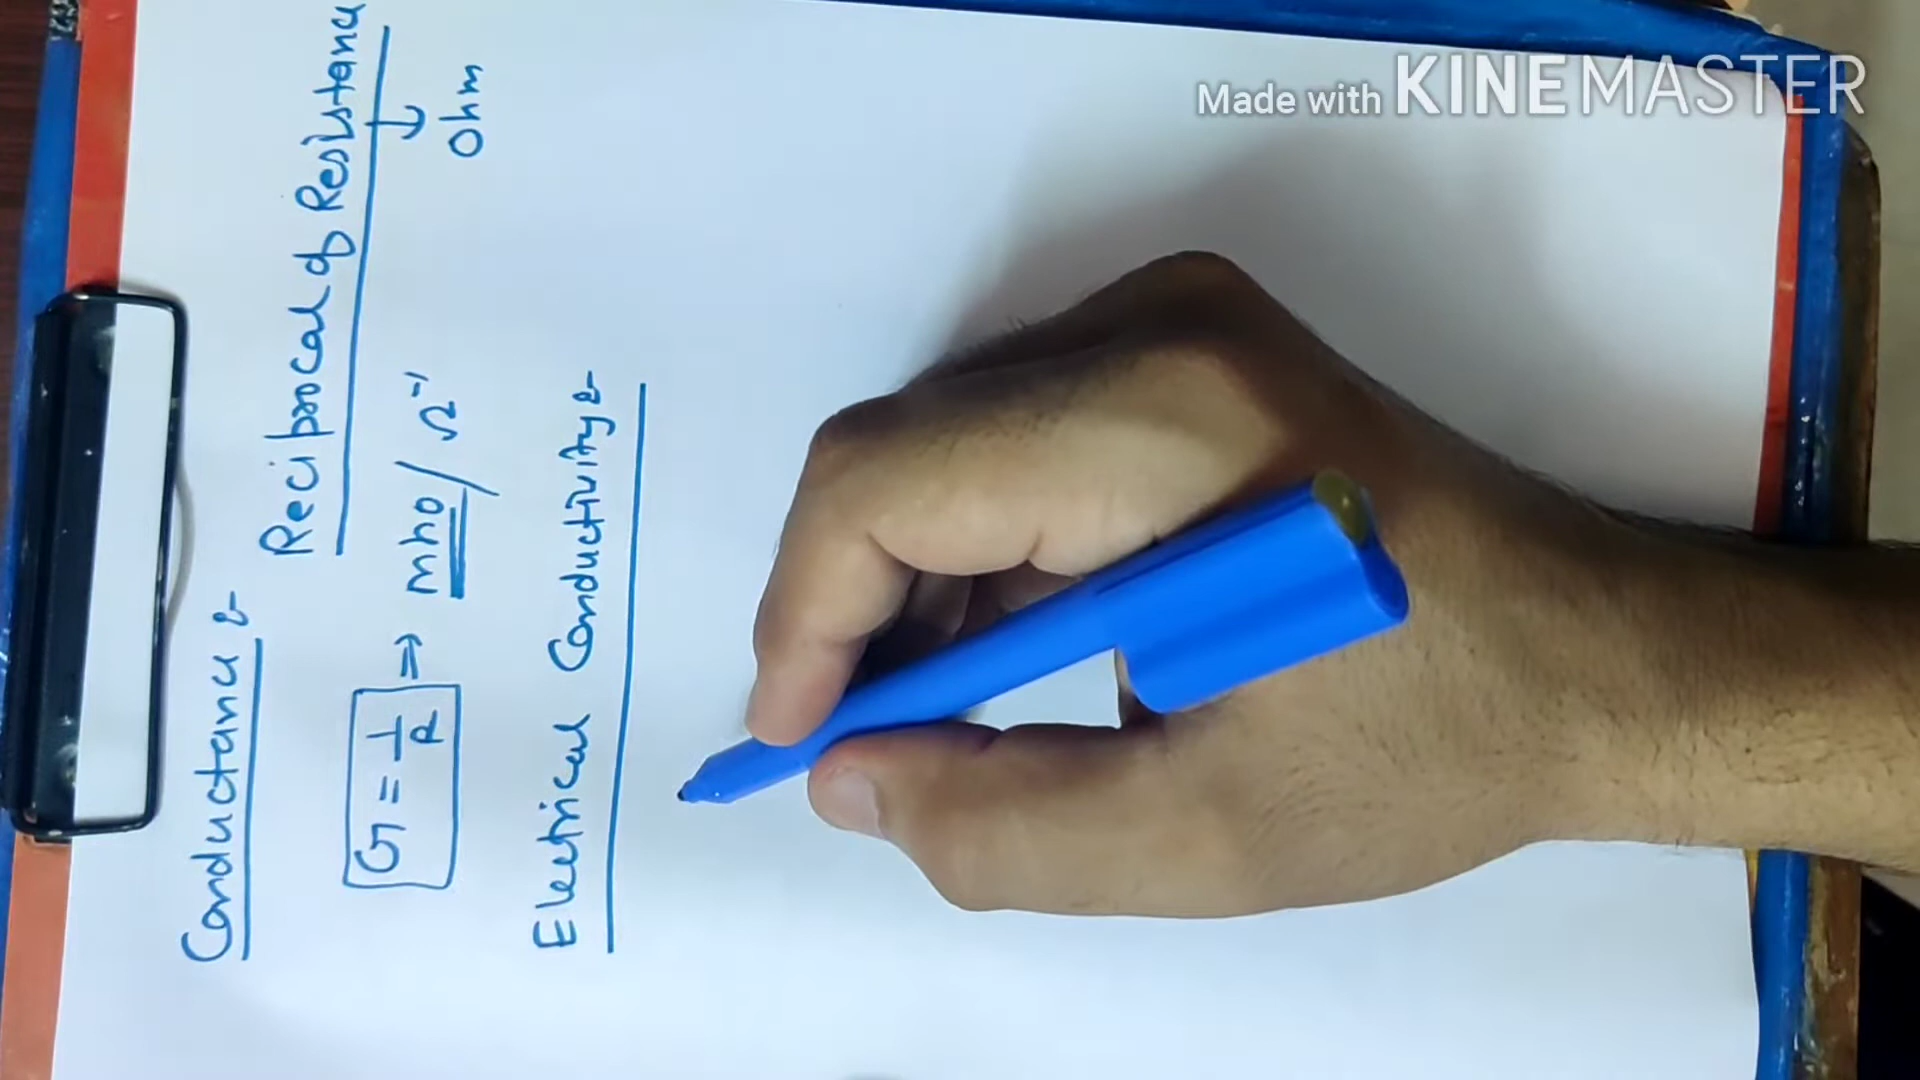 Conductance :-
Reciprocal of Resistance
↓
Ohm
G = 1/R ⇒ mho / Ω⁻¹
Electrical Conductivity :-
Made with KINEMASTER